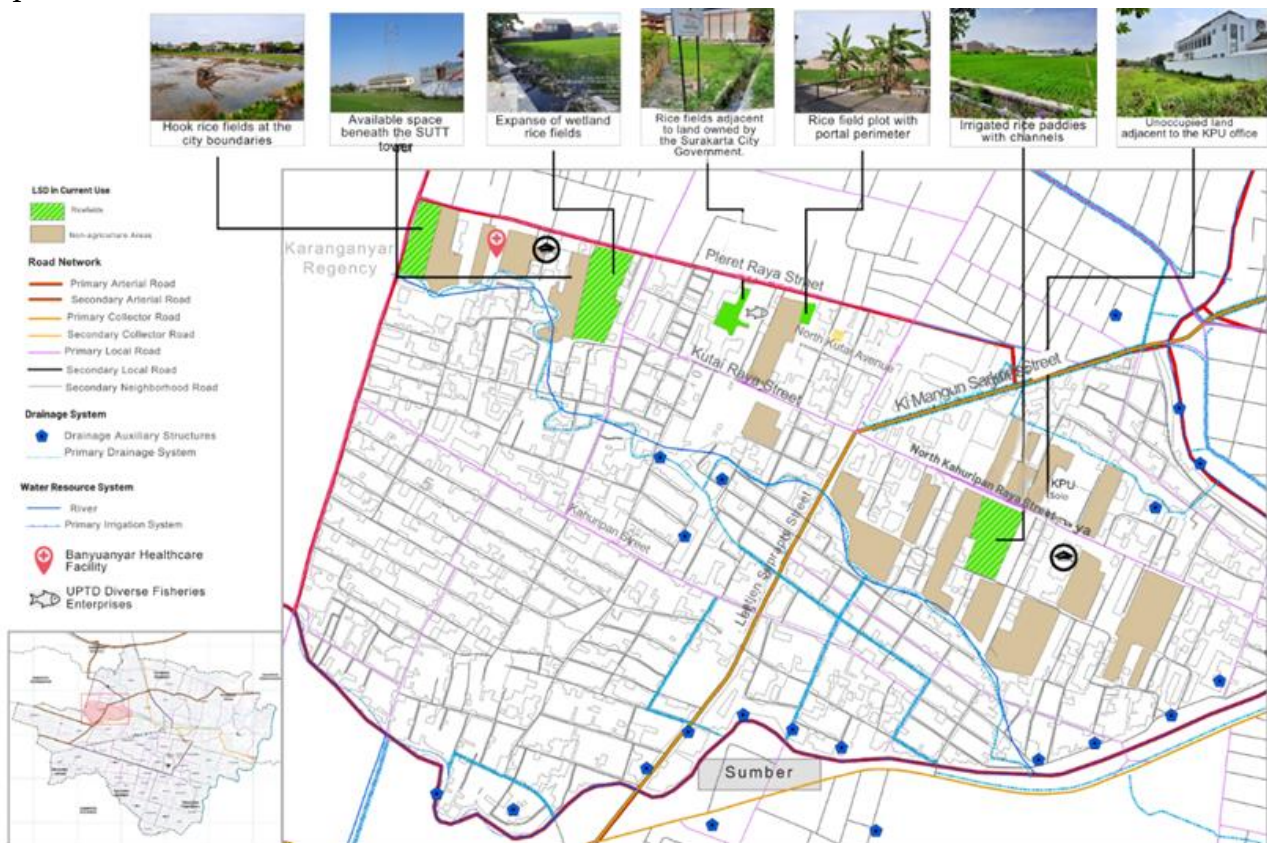 Hook rice fields at the
city boundaries
Available space
beneath the SUTT
tower
Expanse of wetland
rice fields
Rice fields adjacent
to land owned by
the Surakarta City
Government.
Rice field plot with
portal perimeter
Irrigated rice paddies
with channels
Unoccupied land
adjacent to the KPU office
LSD in Current Use
Ricefields
Non-agriculture Areas
Road Network
Primary Arterial Road
Secondary Arterial Road
Primary Collector Road
Secondary Collector Road
Primary Local Road
Secondary Local Road
Secondary Neighborhood Road
Drainage System
Drainage Auxiliary Structures
Primary Drainage System
Water Resource System
River
Primary Irrigation System
Banyuanyar Healthcare
Facility
UPTD Diverse Fisheries
Enterprises
Karanganyar
Regency
Pleret Raya Street
North Kutai Avenue
Kutai Raya Street
Ki Mangun Street
North Kahuripan Raya Street
ya
KPU
Solo
Kahuripan Street
Street
Sumber